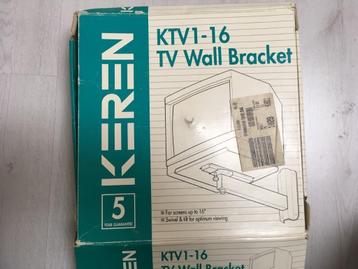 KEREN
KTV1-16
TV Wall Bracket
5
YEAR GUARANTEE
For screens up to 16"
Swivel & tilt for optimum viewing
KTV1-16
TV Wall Bracket